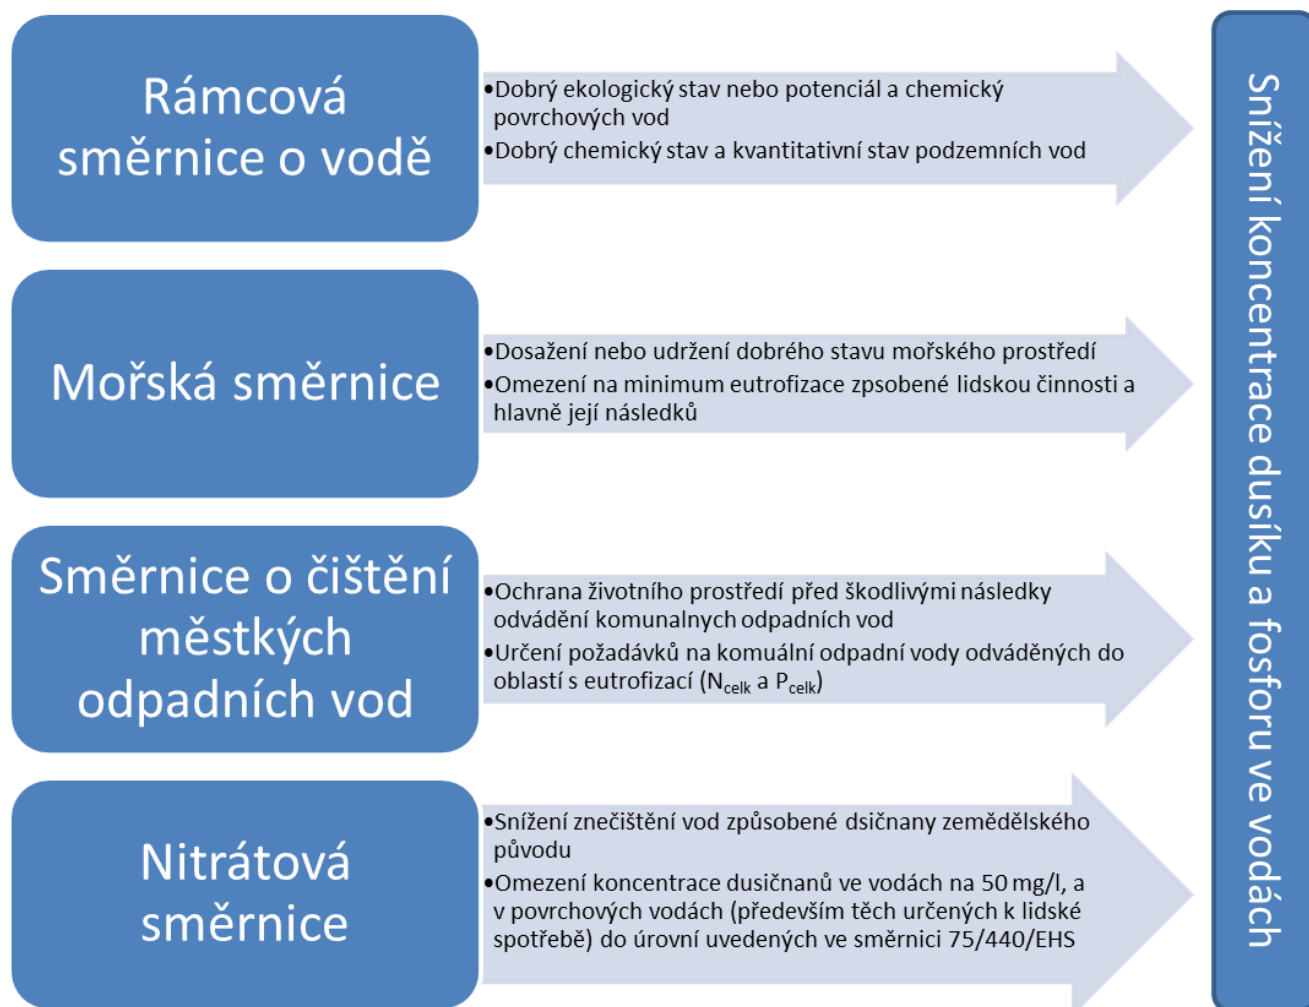 Rámcová
směrnice o vodě
•Dobrý ekologický stav nebo potenciál a chemický
povrchových vod
•Dobrý chemický stav a kvantitativní stav podzemních vod
Mořská směrnice
•Dosažení nebo udržení dobrého stavu mořského prostředí
•Omezení na minimum eutrofizace zpsobené lidskou činnosti a
hlavně její následků
Směrnice o čištění
městkých
odpadních vod
•Ochrana životního prostředí před škodlivými následky
odvádění komunalnych odpadních vod
•Určení požadávků na komuální odpadní vody odváděných do
oblastí s eutrofizací (Ncelk a Pcelk)
Nitrátová
směrnice
•Snížení znečištění vod způsobené dsičnany zemědělského
původu
•Omezení koncentrace dusičnanů ve vodách na 50 mg/l, a
v povrchových vodách (především těch určených k lidské
spotřebě) do úrovní uvedených ve směrnici 75/440/EHS
Snížení koncentrace dusíku a fosforu ve vodách